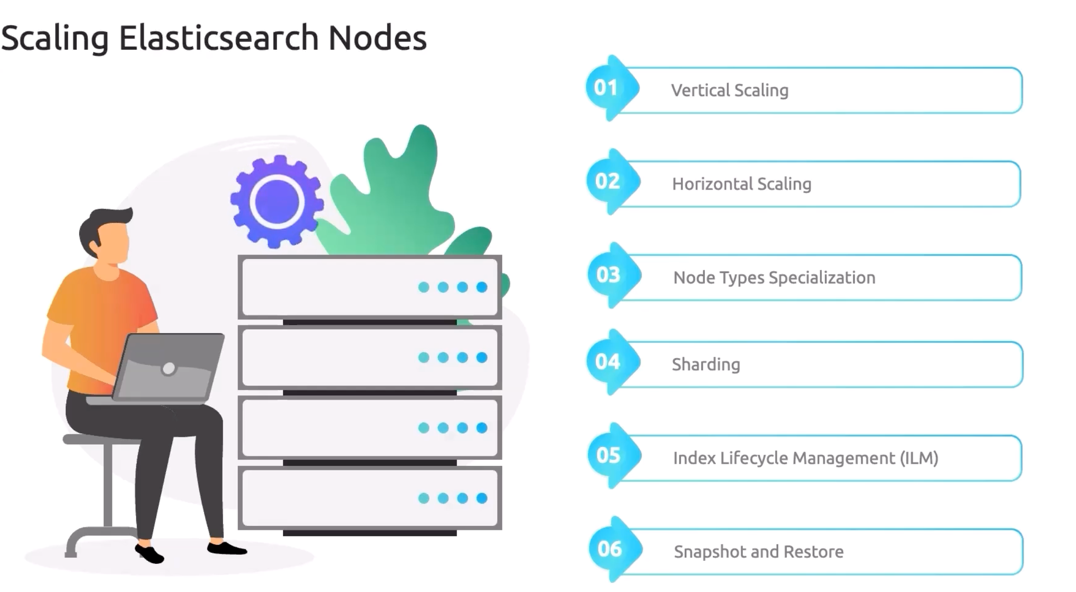 Scaling Elasticsearch Nodes
01 Vertical Scaling
02 Horizontal Scaling
03 Node Types Specialization
04 Sharding
05 Index Lifecycle Management (ILM)
06 Snapshot and Restore